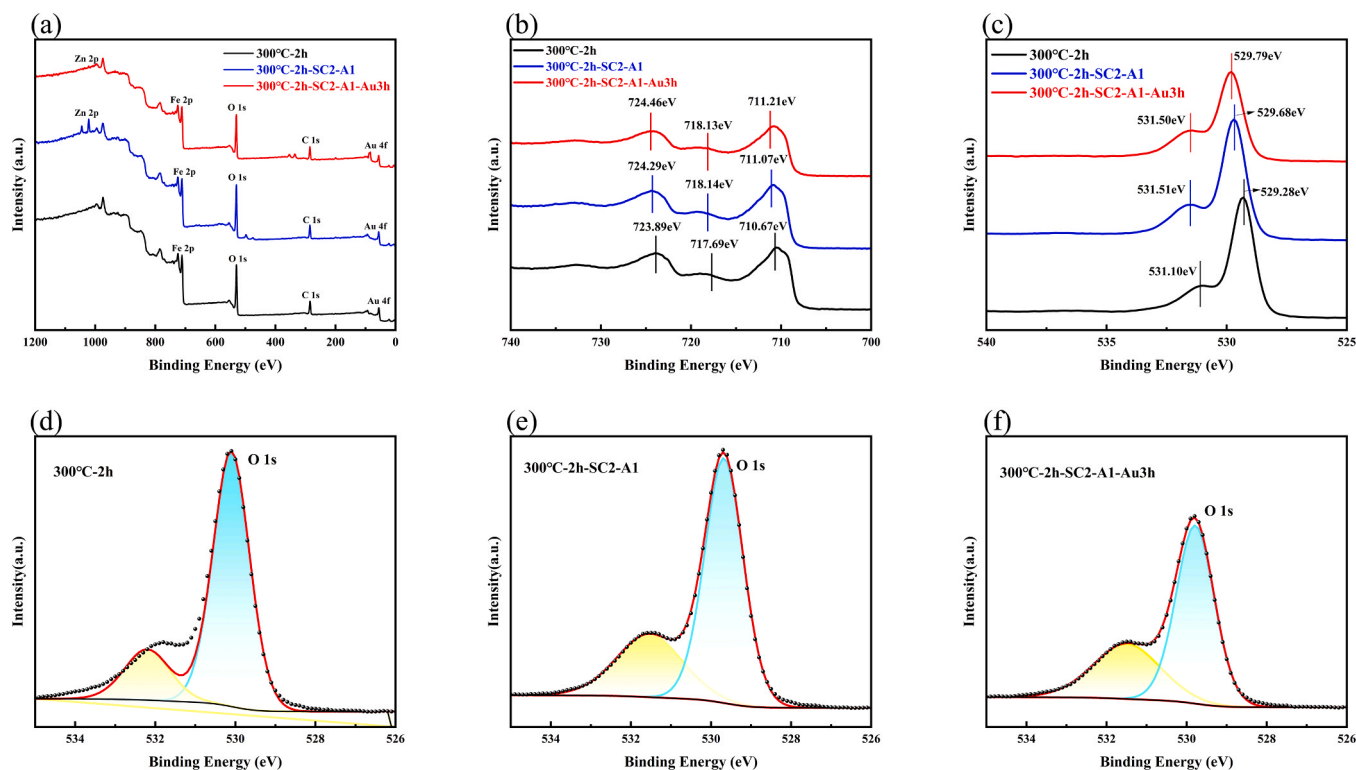 (a)
300°C-2h
300°C-2h-SC2-A1
300°C-2h-SC2-A1-Au3h
Zn 2p
Fe 2p
O 1s
C 1s
Au 4f
Zn 2p
Fe 2p
O 1s
C 1s
Au 4f
Fe 2p
O 1s
C 1s
Au 4f
Intensity (a.u.)
1200 1000 800 600 400 200 0
Binding Energy (eV)
(b)
300°C-2h
300°C-2h-SC2-A1
300°C-2h-SC2-A1-Au3h
724.46eV
718.13eV
711.21eV
724.29eV
718.14eV
711.07eV
723.89eV
717.69eV
710.67eV
Intensity (a.u.)
740 730 720 710 700
Binding Energy (eV)
(c)
300°C-2h
300°C-2h-SC2-A1
300°C-2h-SC2-A1-Au3h
529.79eV
531.50eV
529.68eV
531.51eV
529.28eV
531.10eV
Intensity (a.u.)
540 535 530 525
Binding Energy (eV)
(d)
300°C-2h
O 1s
Intensity(a.u.)
534 532 530 528 526
Binding Energy (eV)
(e)
300°C-2h-SC2-A1
O 1s
Intensity(a.u.)
534 532 530 528 526
Binding Energy (eV)
(f)
300°C-2h-SC2-A1-Au3h
O 1s
Intensity(a.u.)
534 532 530 528 526
Binding Energy (eV)